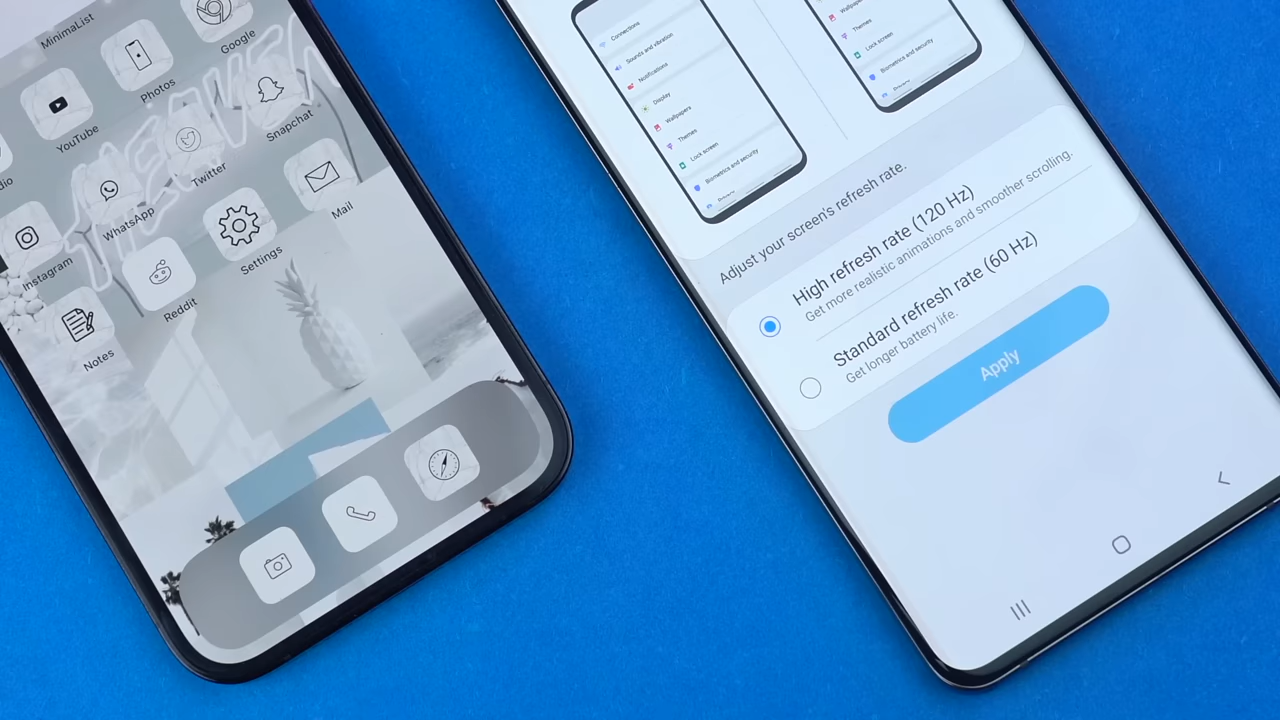 MinimaList
Google
Photos
YouTube
Snapchat
Twitter
WhatsApp
Instagram
Mail
Settings
Reddit
Notes
HEAVEN
Connections
Sounds and vibration
Notifications
Display
Wallpapers
Themes
Lock screen
Biometrics and security
Themes
Lock screen
Biometrics and security
Adjust your screen's refresh rate.
High refresh rate (120 Hz)
Get more realistic animations and smoother scrolling.
Standard refresh rate (60 Hz)
Get longer battery life.
Apply